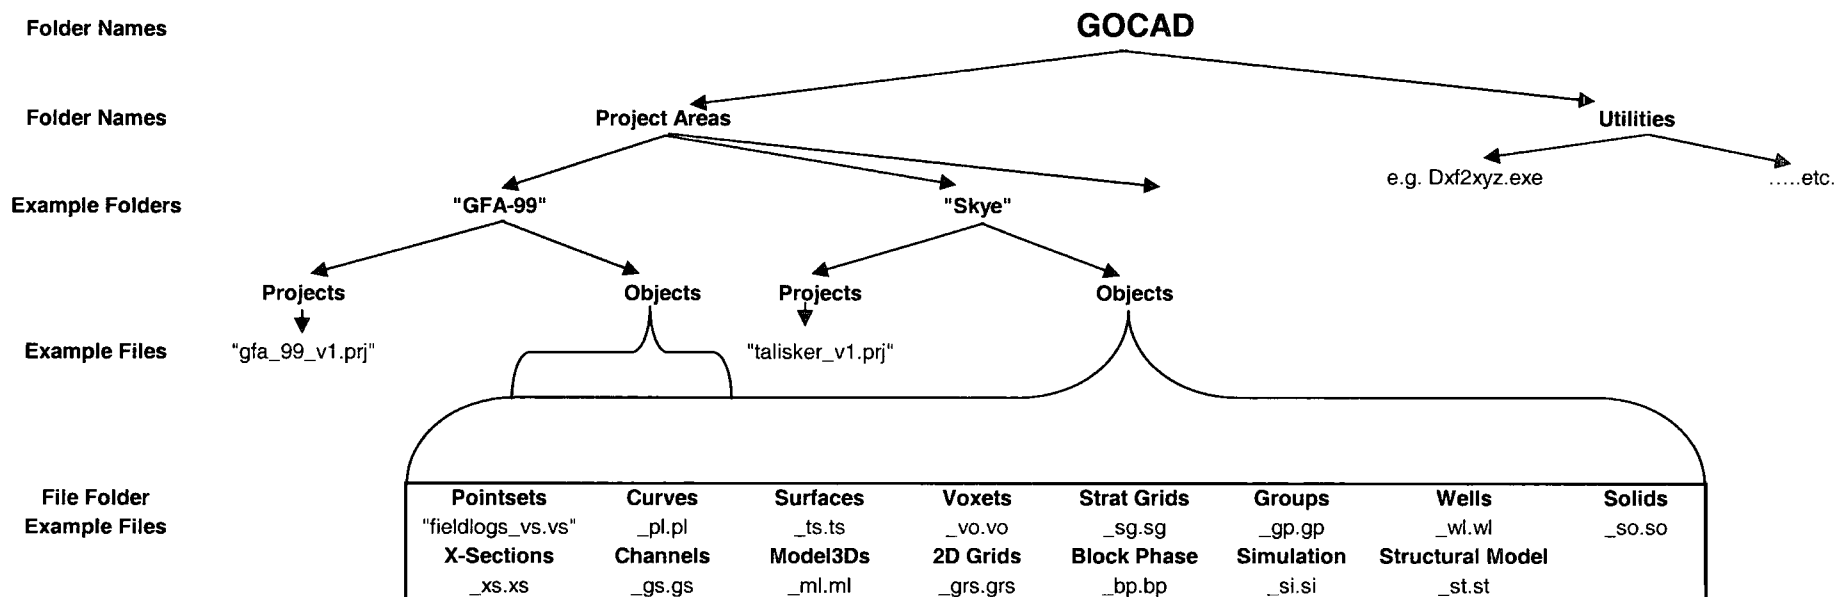 Folder Names GOCAD
Folder Names Project Areas Utilities
e.g. Dxf2xyz.exe .....etc.
Example Folders "GFA-99" "Skye"
Projects Objects Projects Objects
Example Files "gfa_99_v1.prj" "talisker_v1.prj"
File Folder Pointsets Curves Surfaces Voxets Strat Grids Groups Wells Solids
Example Files "fieldlogs_vs.vs" _pl.pl _ts.ts _vo.vo _sg.sg _gp.gp _wl.wl _so.so
X-Sections Channels Model3Ds 2D Grids Block Phase Simulation Structural Model
_xs.xs _gs.gs _ml.ml _grs.grs _bp.bp _si.si _st.st